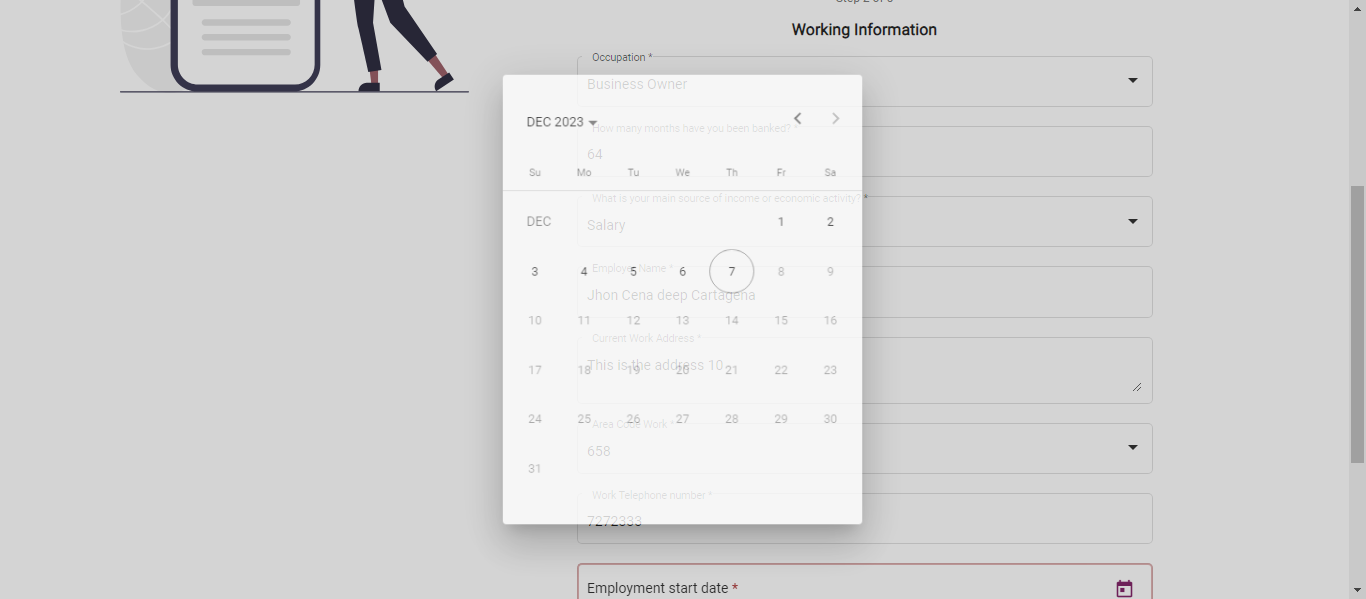 Step 2 of 5
Working Information
Occupation *
Business Owner
DEC 2023
How many months have you been banked? *
64
Su Mo Tu We Th Fr Sa
What is your main source of income or economic activity? *
DEC 1 2
Salary
Employer Name *
3 4 5 6 7 8 9
Jhon Cena deep Cartagena
10 11 12 13 14 15 16
Current Work Address *
This is the address 10
17 18 19 20 21 22 23
24 25 26 27 28 29 30
Area Code Work *
658
31
Work Telephone number *
7272333
Employment start date *